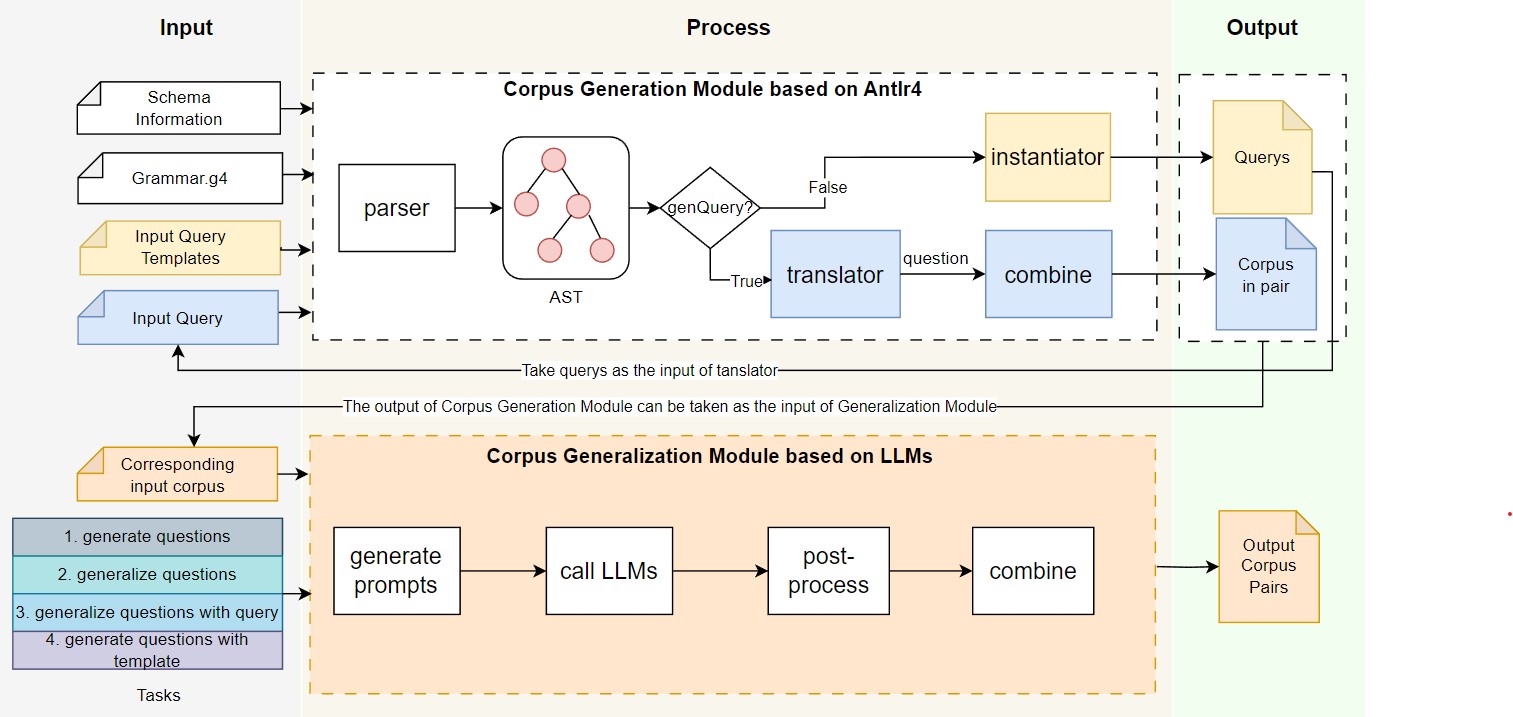 Input
Process
Output
Corpus Generation Module based on Antlr4
Schema
Information
Grammar.g4
Input Query
Templates
Input Query
parser
AST
genQuery?
False
True
instantiator
translator
question
combine
Querys
Corpus
in pair
Take querys as the input of tanslator
The output of Corpus Generation Module can be taken as the input of Generalization Module
Corresponding
input corpus
1. generate questions
2. generalize questions
3. generalize questions with query
4. generate questions with
template
Tasks
Corpus Generalization Module based on LLMs
generate
prompts
call LLMs
post-
process
combine
Output
Corpus
Pairs